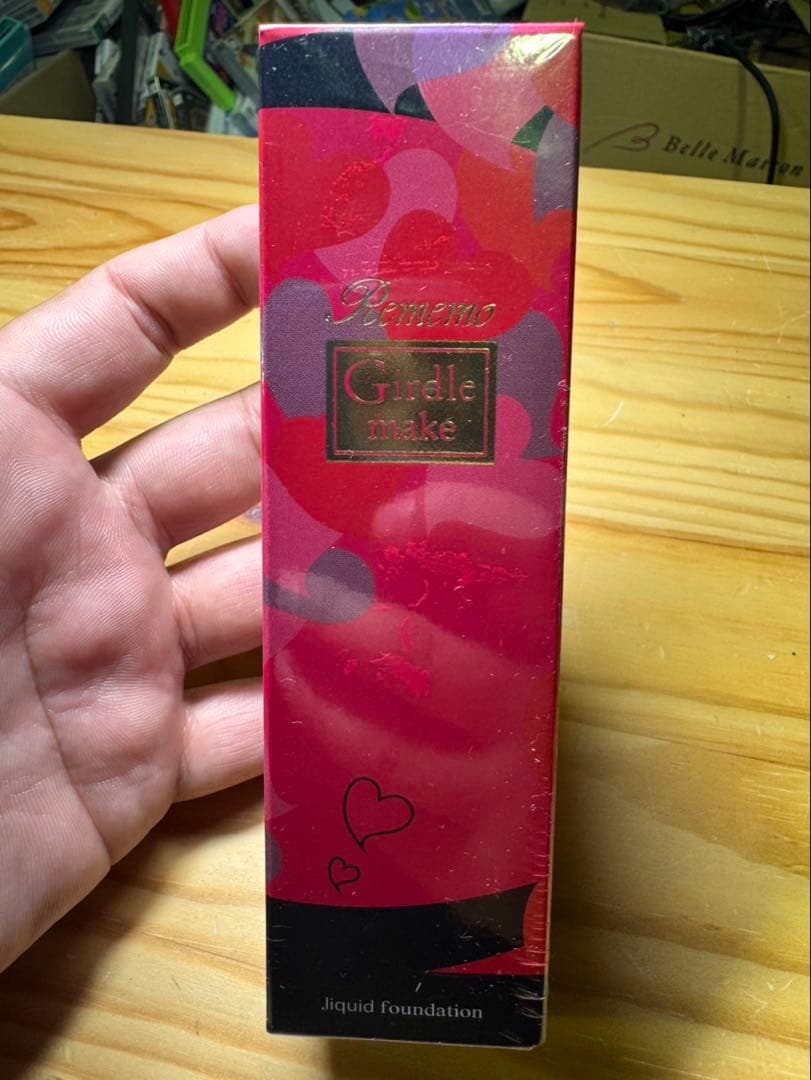 Belle Maison
Rememo
Girdle
make
liquid foundation